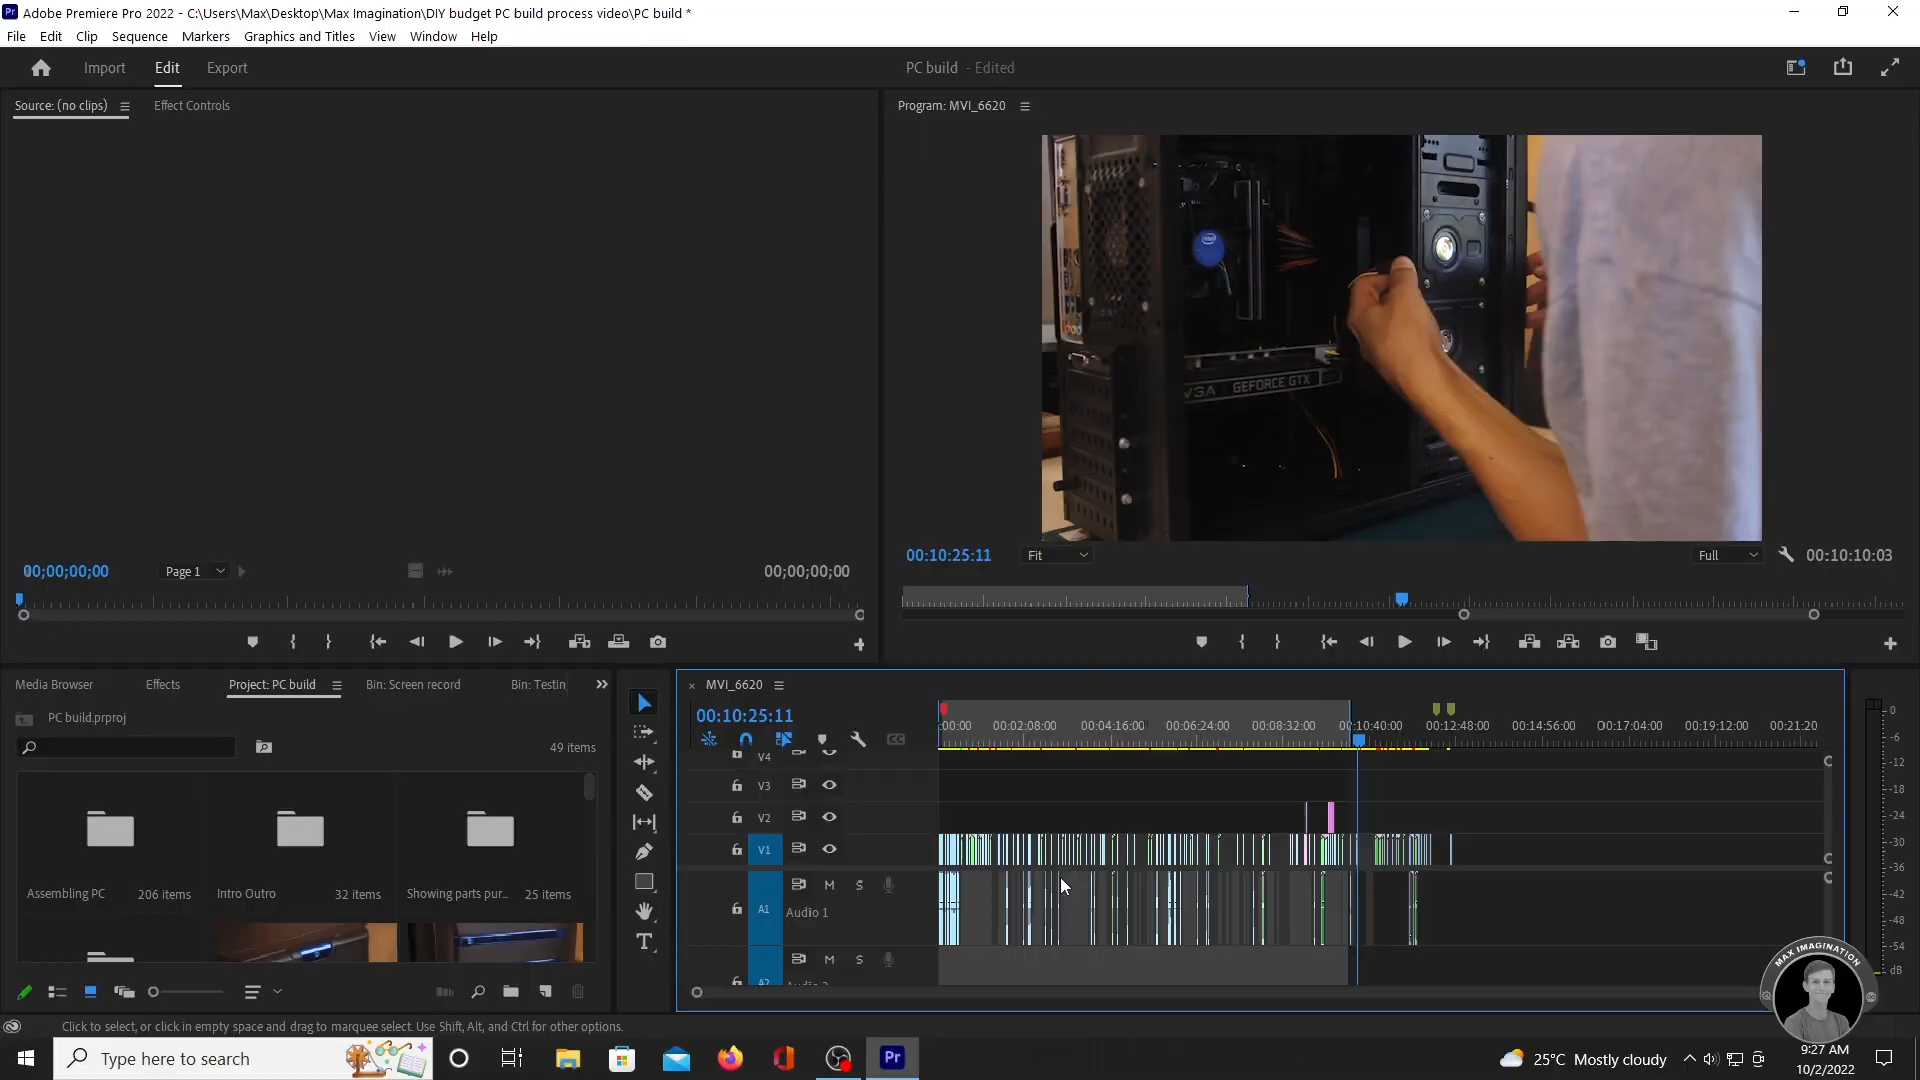 Adobe Premiere Pro 2022 - C:\Users\Max\Desktop\Max Imagination\DIY budget PC build process video\PC build *
File Edit Clip Sequence Markers Graphics and Titles View Window Help
Import Edit Export
PC build - Edited
Source: (no clips) Effect Controls
Program: MVI_6620
intel
GEFORCE GTX
00;00;00;00 Page 1 00;00;00;00
00:10:25:11 Fit Full 00:10:10:03
Media Browser Effects Project: PC build Bin: Screen record Bin: Testin
PC build.prproj
49 items
Assembling PC 206 items
Intro Outro 32 items
Showing parts pur... 25 items
MVI_6620
00:10:25:11
:00:00 00:02:08:00 00:04:16:00 00:06:24:00 00:08:32:00 00:10:40:00 00:12:48:00 00:14:56:00 00:17:04:00 00:19:12:00 00:21:20
V4
V3
V2
V1
A1 M S
Audio 1
A2 M S
0
-6
-12
-18
-24
-30
-36
-42
-48
-54
dB
MAX IMAGINATION
Click to select, or click in empty space and drag to marquee select. Use Shift, Alt, and Ctrl for other options.
Type here to search
Pr
25°C Mostly cloudy
9:27 AM
10/2/2022